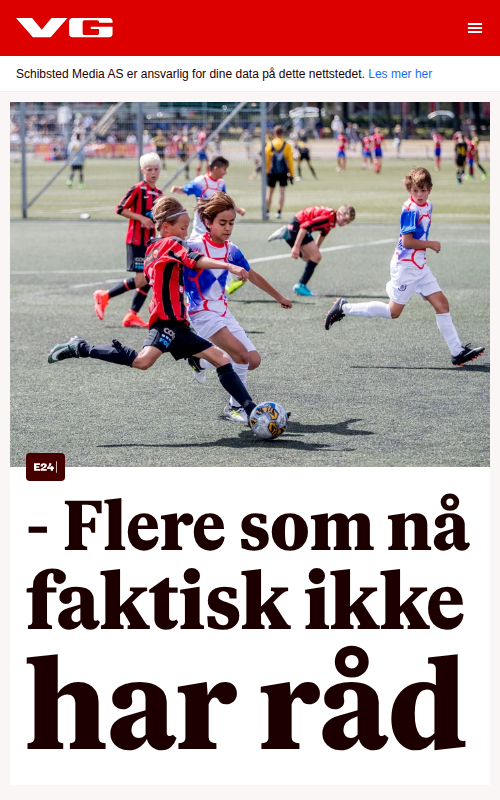 VG
Schibsted Media AS er ansvarlig for dine data på dette nettstedet. Les mer her
E24
- Flere som nå
faktisk ikke
har råd